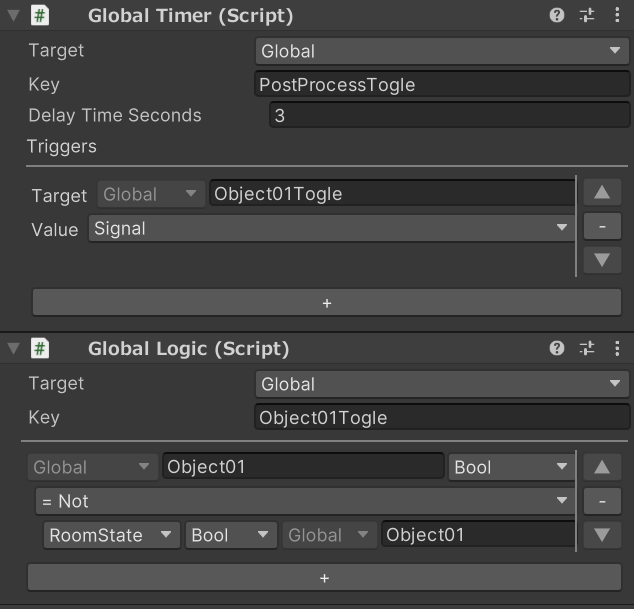 # Global Timer (Script)
Target Global
Key PostProcessTogle
Delay Time Seconds 3
Triggers
Target Global Object01Togle
Value Signal
-
+
# Global Logic (Script)
Target Global
Key Object01Togle
Global Object01 Bool
= Not -
RoomState Bool Global Object01
+